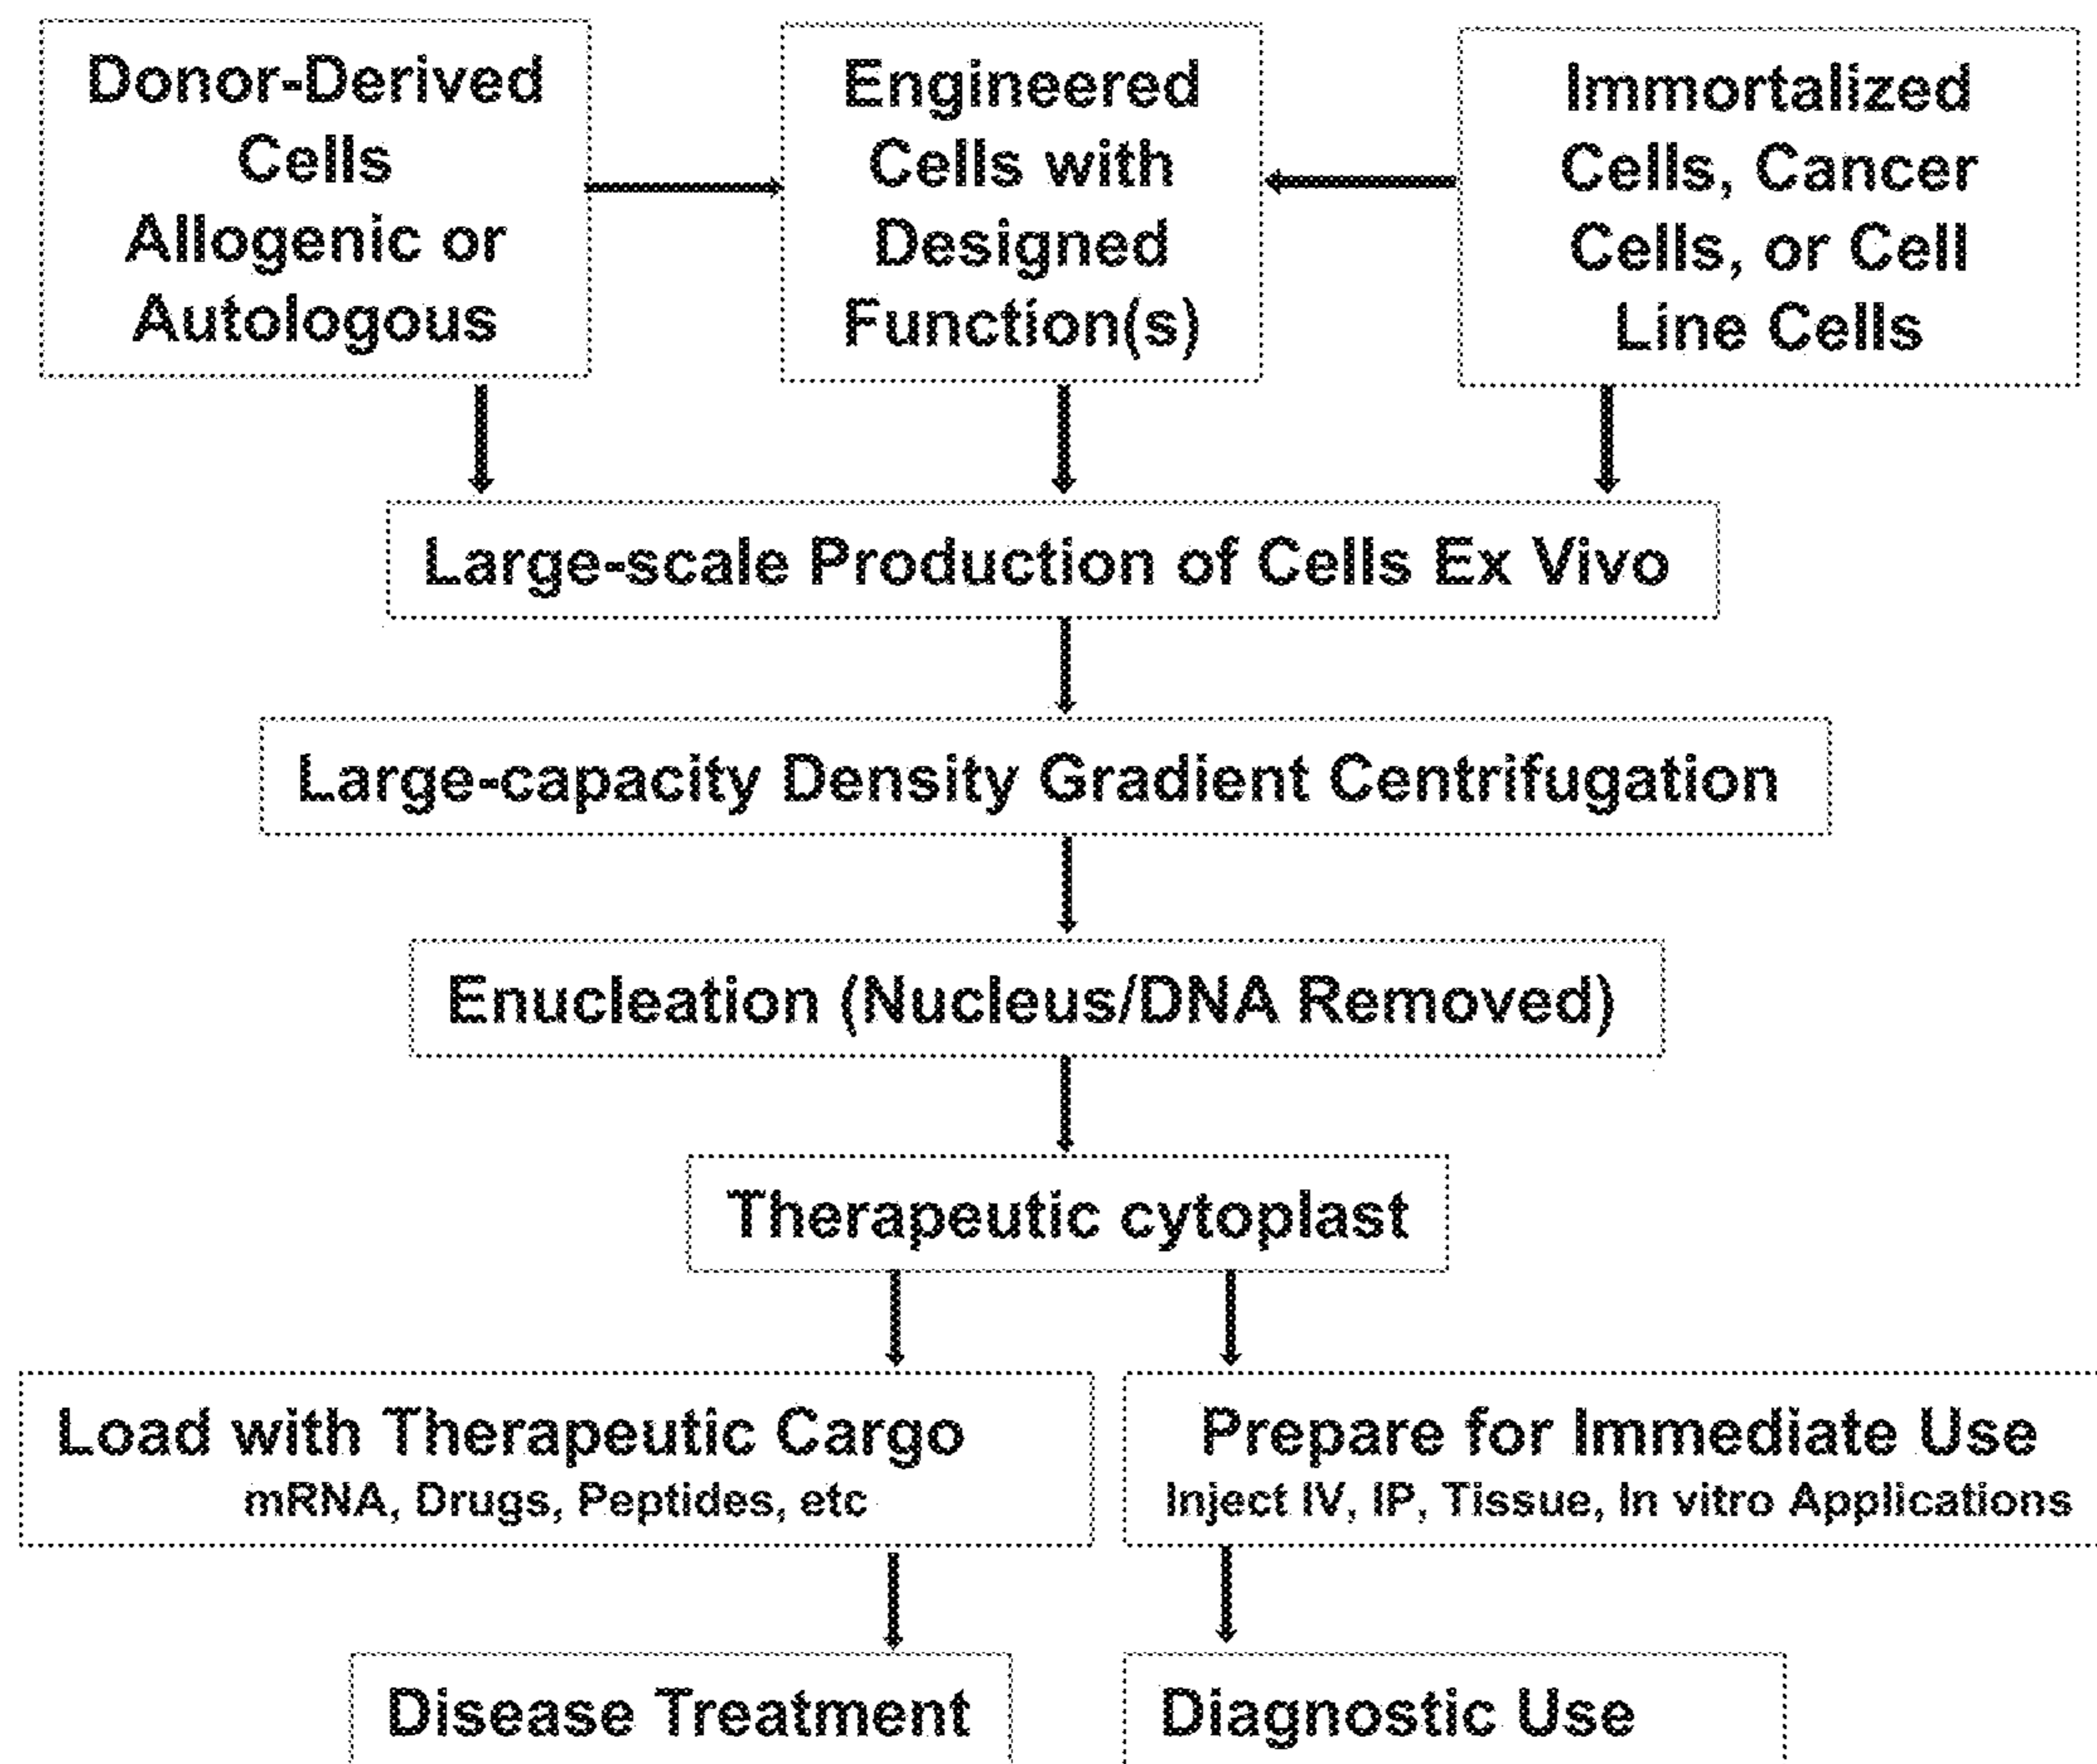 Donor-Derived
Cells
Allogenic or
Autologous
Engineered
Cells with
Designed
Function(s)
Immortalized
Cells, Cancer
Cells, or Cell
Line Cells
Large-scale Production of Cells Ex Vivo
Large-capacity Density Gradient Centrifugation
Enucleation (Nucleus/DNA Removed)
Therapeutic cytoplast
Load with Therapeutic Cargo
mRNA, Drugs, Peptides, etc
Prepare for Immediate Use
Inject IV, IP, Tissue, In vitro Applications
Disease Treatment
Diagnostic Use